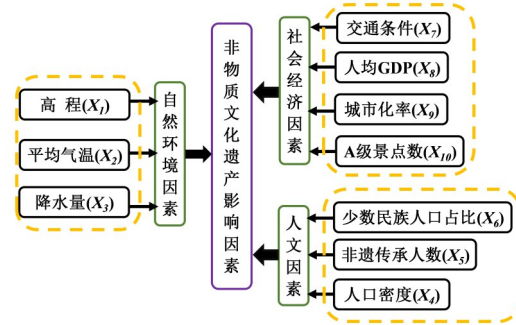 高 程(X1)
平均气温(X2)
降水量(X3)
自然环境因素
非物质文化遗产影响因素
社会经济因素
交通条件(X7)
人均GDP(X8)
城市化率(X9)
A级景点数(X10)
人文因素
少数民族人口占比(X6)
非遗传承人数(X5)
人口密度(X4)